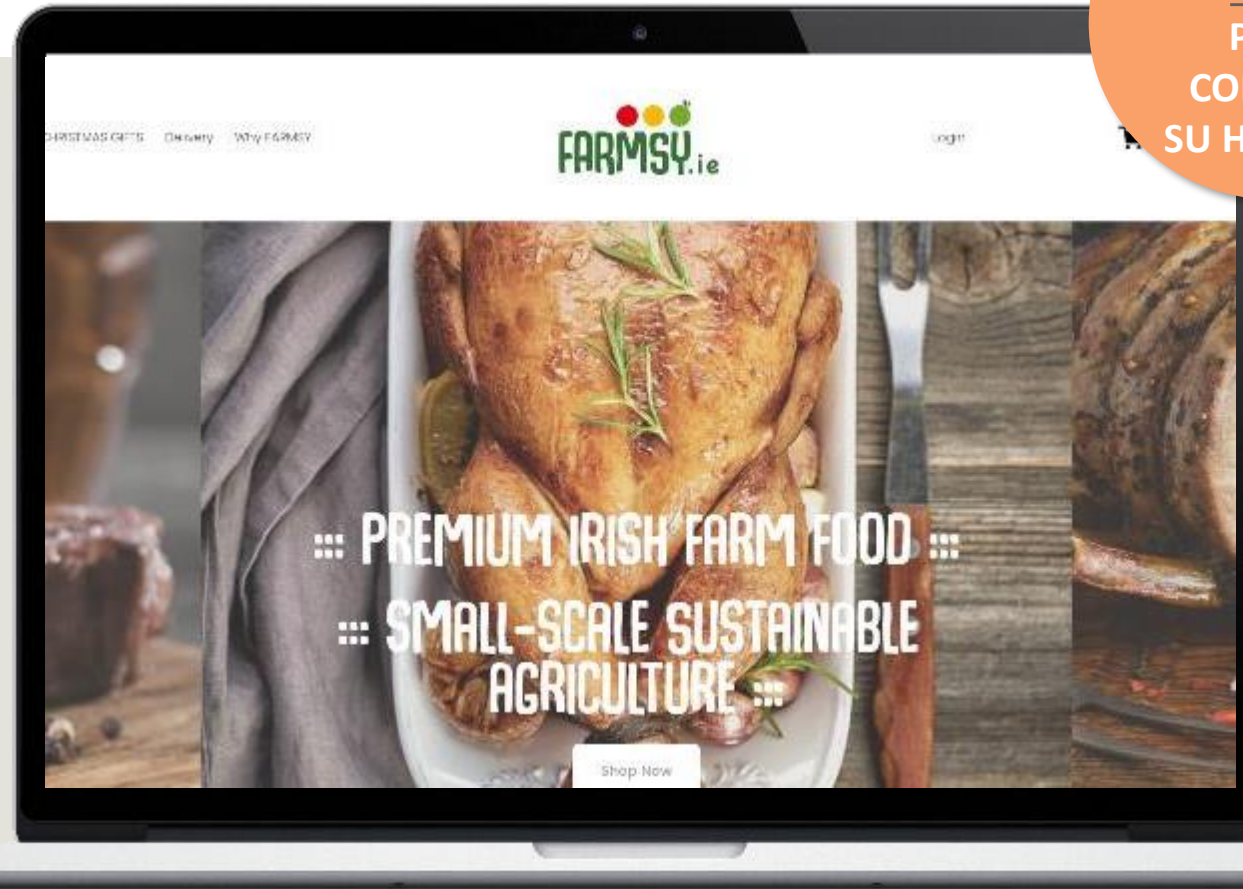 CHRISTMAS GIFTS Delivery Why FARMSY
FARMSY.ie
Login
P
CO
SU H
::: PREMIUM IRISH FARM FOOD :::
::: SMALL-SCALE SUSTAINABLE
AGRICULTURE :::
Shop Now